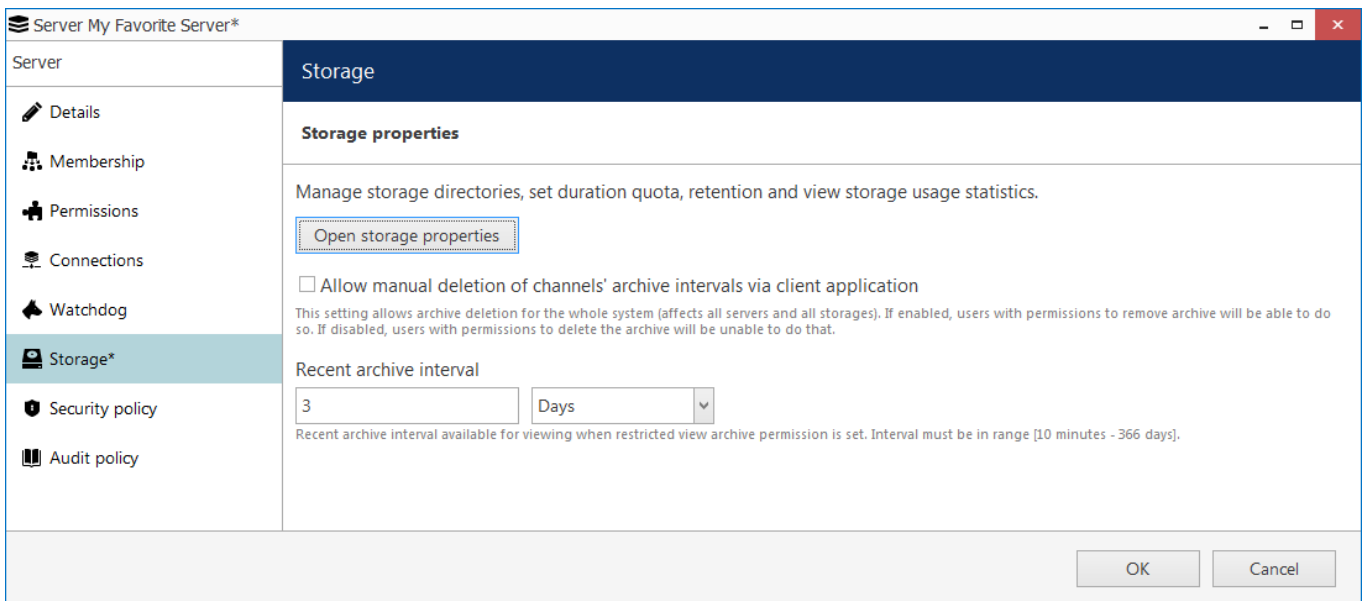 Server My Favorite Server*
Server
Details
Membership
Permissions
Connections
Watchdog
Storage*
Security policy
Audit policy
Storage
Storage properties
Manage storage directories, set duration quota, retention and view storage usage statistics.
Open storage properties
Allow manual deletion of channels' archive intervals via client application
This setting allows archive deletion for the whole system (affects all servers and all storages). If enabled, users with permissions to remove archive will be able to do
so. If disabled, users with permissions to delete the archive will be unable to do that.
Recent archive interval
3 Days
Recent archive interval available for viewing when restricted view archive permission is set. Interval must be in range [10 minutes - 366 days].
OK Cancel